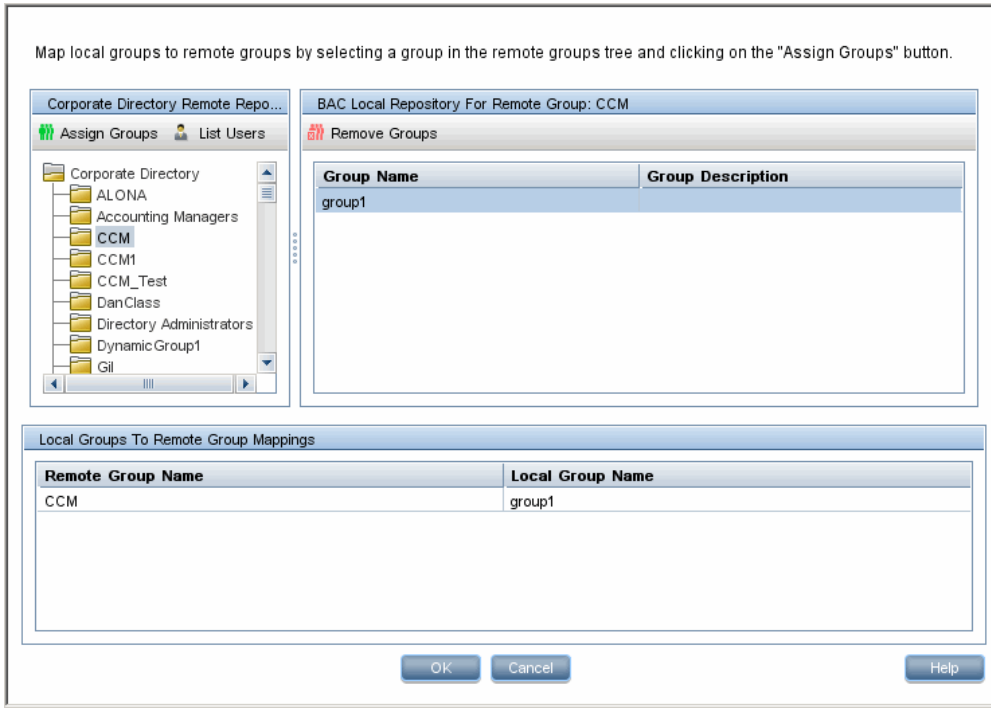 Map local groups to remote groups by selecting a group in the remote groups tree and clicking on the "Assign Groups" button.
Corporate Directory Remote Repo...
Assign Groups List Users
Corporate Directory
ALONA
Accounting Managers
CCM
CCM1
CCM_Test
DanClass
Directory Administrators
DynamicGroup1
Gil
BAC Local Repository For Remote Group: CCM
Remove Groups
Group Name Group Description
group1
Local Groups To Remote Group Mappings
Remote Group Name Local Group Name
CCM group1
OK Cancel Help